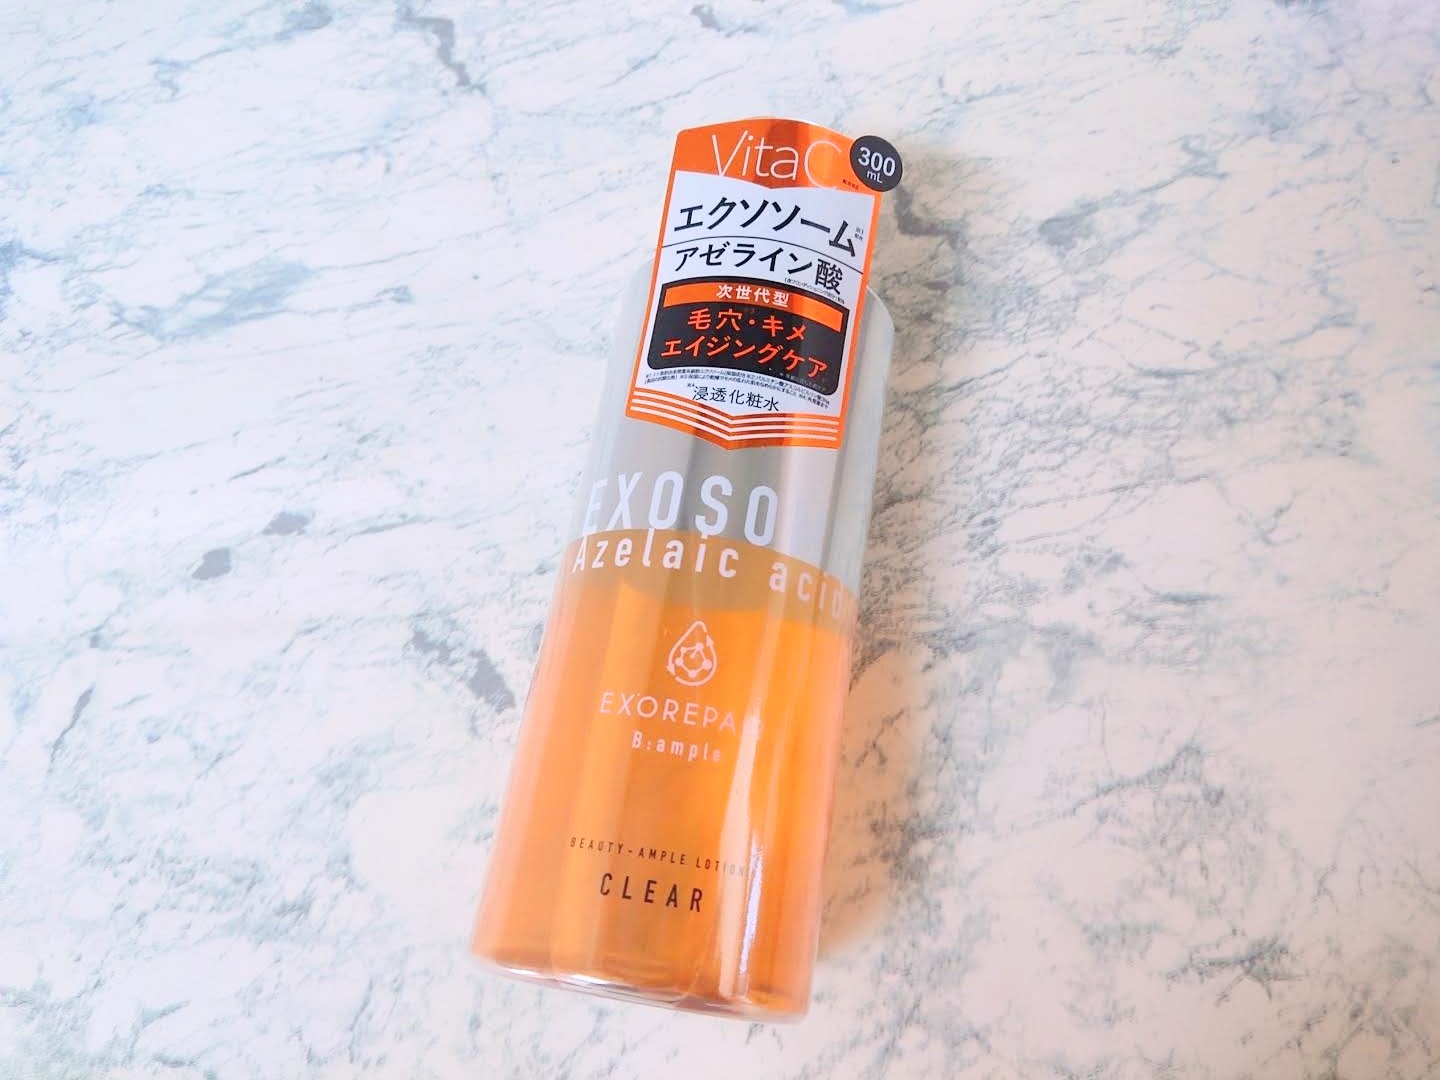 VitaC
300
mL
エクソソーム
アゼライン酸
次世代型
毛穴・キメ
エイジングケア
浸透化粧水
EXOSO
Azelaic acid
EXOREPAIR
B:ample
BEAUTY-AMPLE LOTION
CLEAR